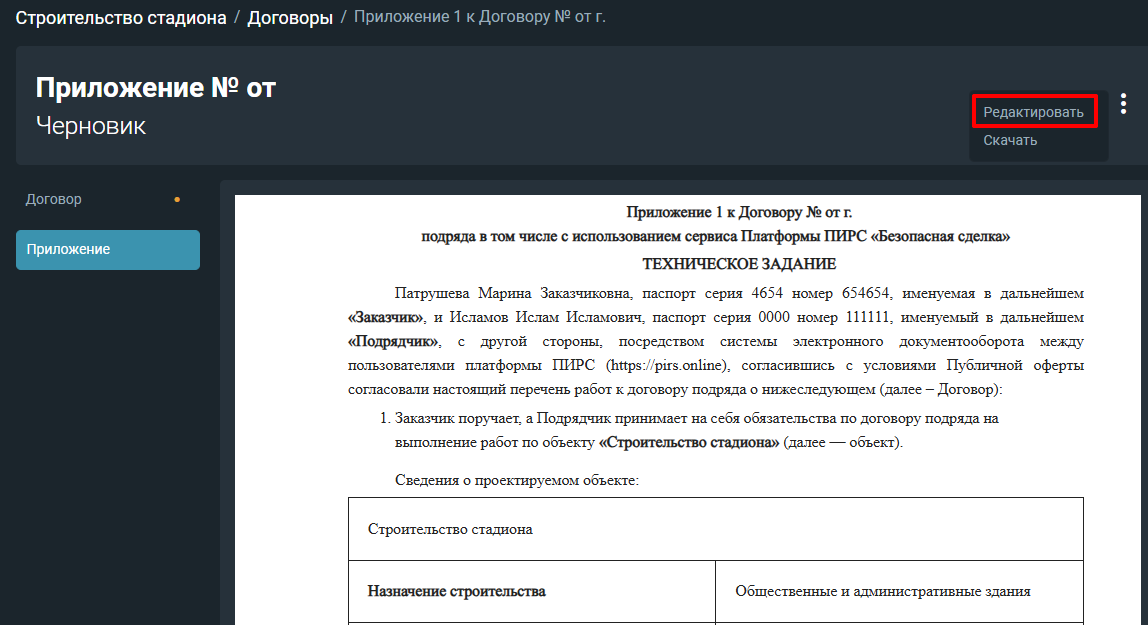 Строительство стадиона / Договоры / Приложение 1 к Договору № от г.
Приложение № от
Черновик
Редактировать
Скачать
Договор
Приложение
Приложение 1 к Договору № от г.
подряда в том числе с использованием сервиса Платформы ПИРС «Безопасная сделка»
ТЕХНИЧЕСКОЕ ЗАДАНИЕ
Патрушева Марина Заказчиковна, паспорт серия 4654 номер 654654, именуемая в дальнейшем
«Заказчик», и Исламов Ислам Исламович, паспорт серия 0000 номер 111111, именуемый в дальнейшем
«Подрядчик», с другой стороны, посредством системы электронного документооборота между
пользователями платформы ПИРС (https://pirs.online), согласившись с условиями Публичной оферты
согласовали настоящий перечень работ к договору подряда о нижеследующем (далее – Договор):
1. Заказчик поручает, а Подрядчик принимает на себя обязательства по договору подряда на
выполнение работ по объекту «Строительство стадиона» (далее — объект).
Сведения о проектируемом объекте:
Строительство стадиона
Назначение строительства
Общественные и административные здания